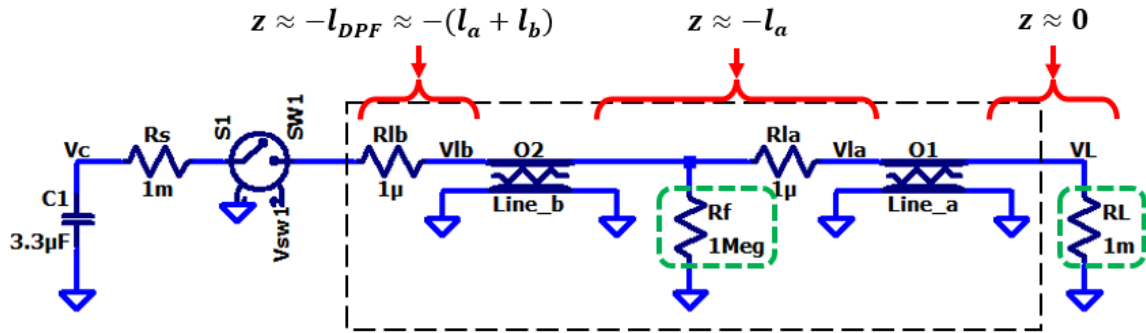 z ≈ −l_DPF ≈ −(l_a + l_b)
z ≈ −l_a
z ≈ 0
Vc
Rs
1m
S1
SW1
Vsw1
C1
3.3µF
Rlb
1µ
Vlb
O2
Line_b
Rla
1µ
Vla
O1
Line_a
VL
Rf
1Meg
RL
1m